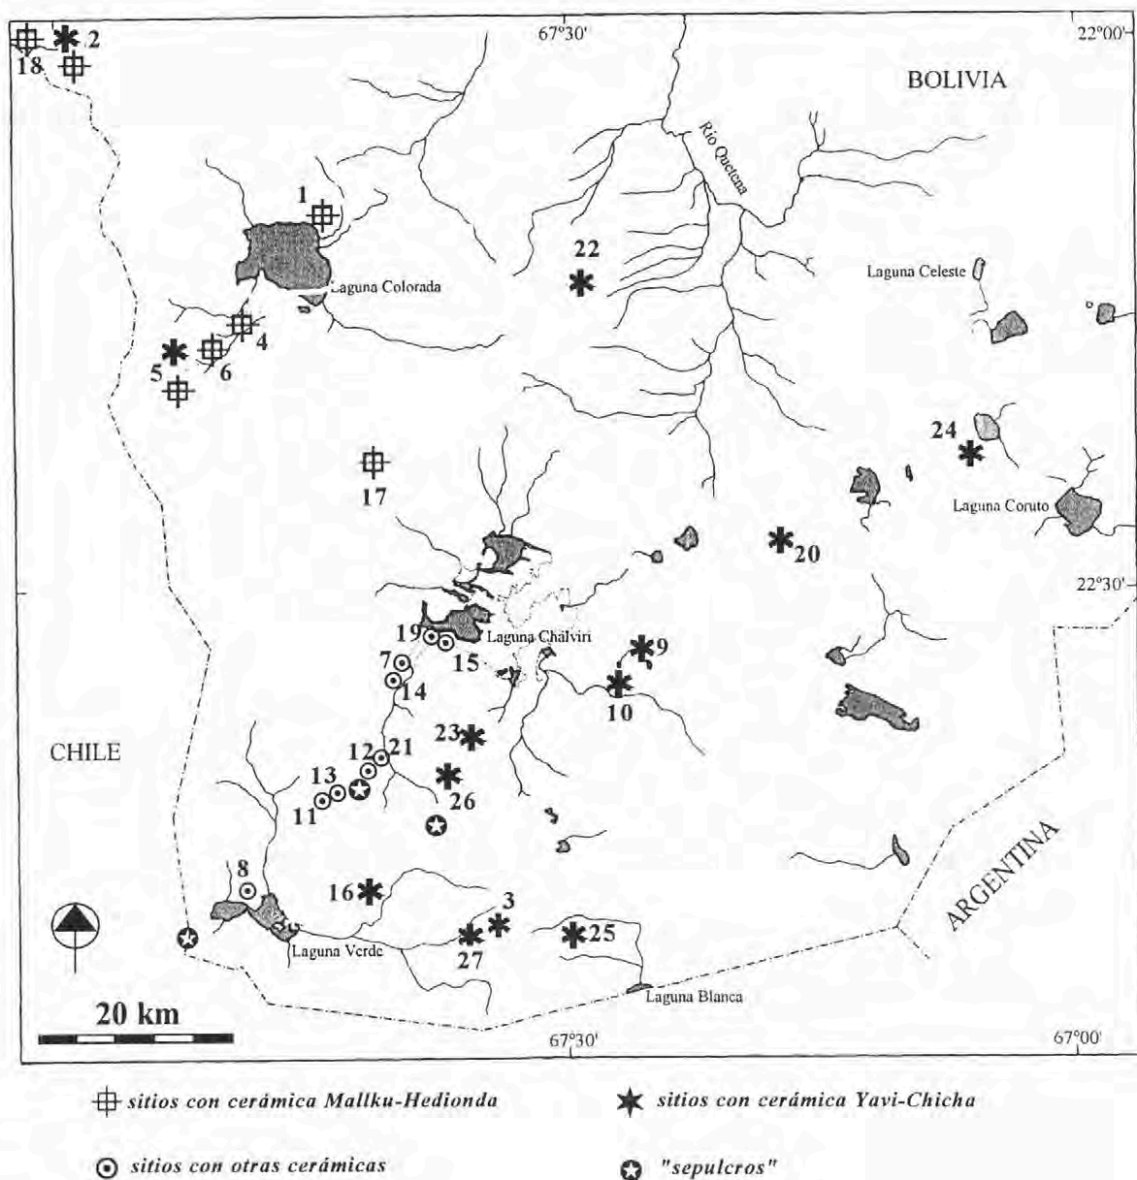 67°30'
22°00'
2
18
BOLIVIA
Río Quetena
1
22
Laguna Celeste
Laguna Colorada
4
5
6
24
17
Laguna Coruto
20
22°30'
19
Laguna Chalviri
9
7
15
14
10
23
CHILE
12
21
13
26
11
ARGENTINA
8
16
3
25
27
Laguna Verde
Laguna Blanca
20 km
67°30'
67°00'
sitios con cerámica Mallku-Hedionda
sitios con cerámica Yavi-Chicha
sitios con otras cerámicas
"sepulcros"